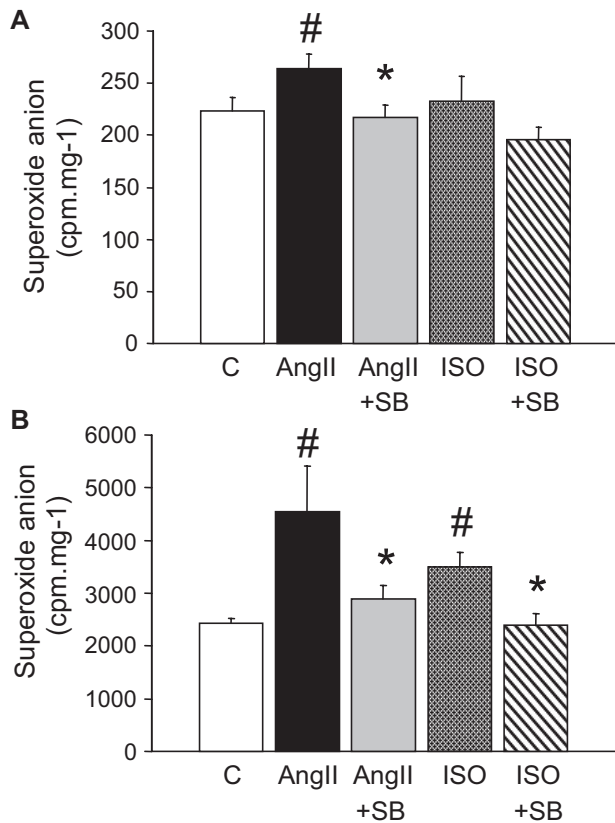 A
Superoxide anion
(cpm.mg-1)
300
250
200
150
100
50
0
#
*
C
AngII
AngII
+SB
ISO
ISO
+SB
B
Superoxide anion
(cpm.mg-1)
6000
5000
4000
3000
2000
1000
0
#
*
#
*
C
AngII
AngII
+SB
ISO
ISO
+SB